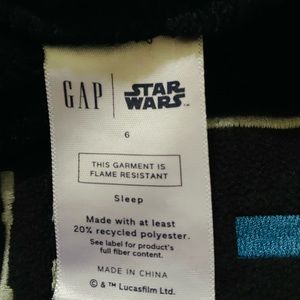 GAP
STAR
WARS™
6
THIS GARMENT IS
FLAME RESISTANT
Sleep
Made with at least
20% recycled polyester.
See label for product's
full fiber content.
MADE IN CHINA
© & ™ Lucasfilm Ltd.